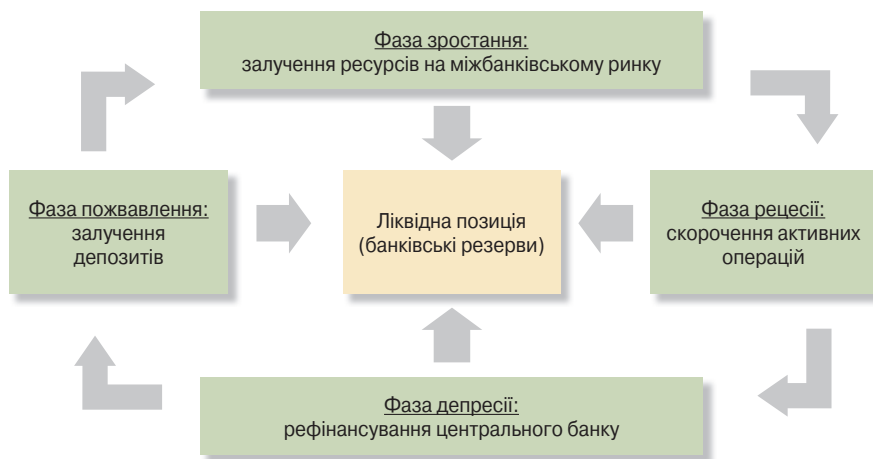 Фаза зростання:
залучення ресурсів на міжбанківському ринку
Фаза пожвавлення:
залучення
депозитів
Ліквідна позиція
(банківські резерви)
Фаза рецесії:
скорочення активних
операцій
Фаза депресії:
рефінансування центрального банку